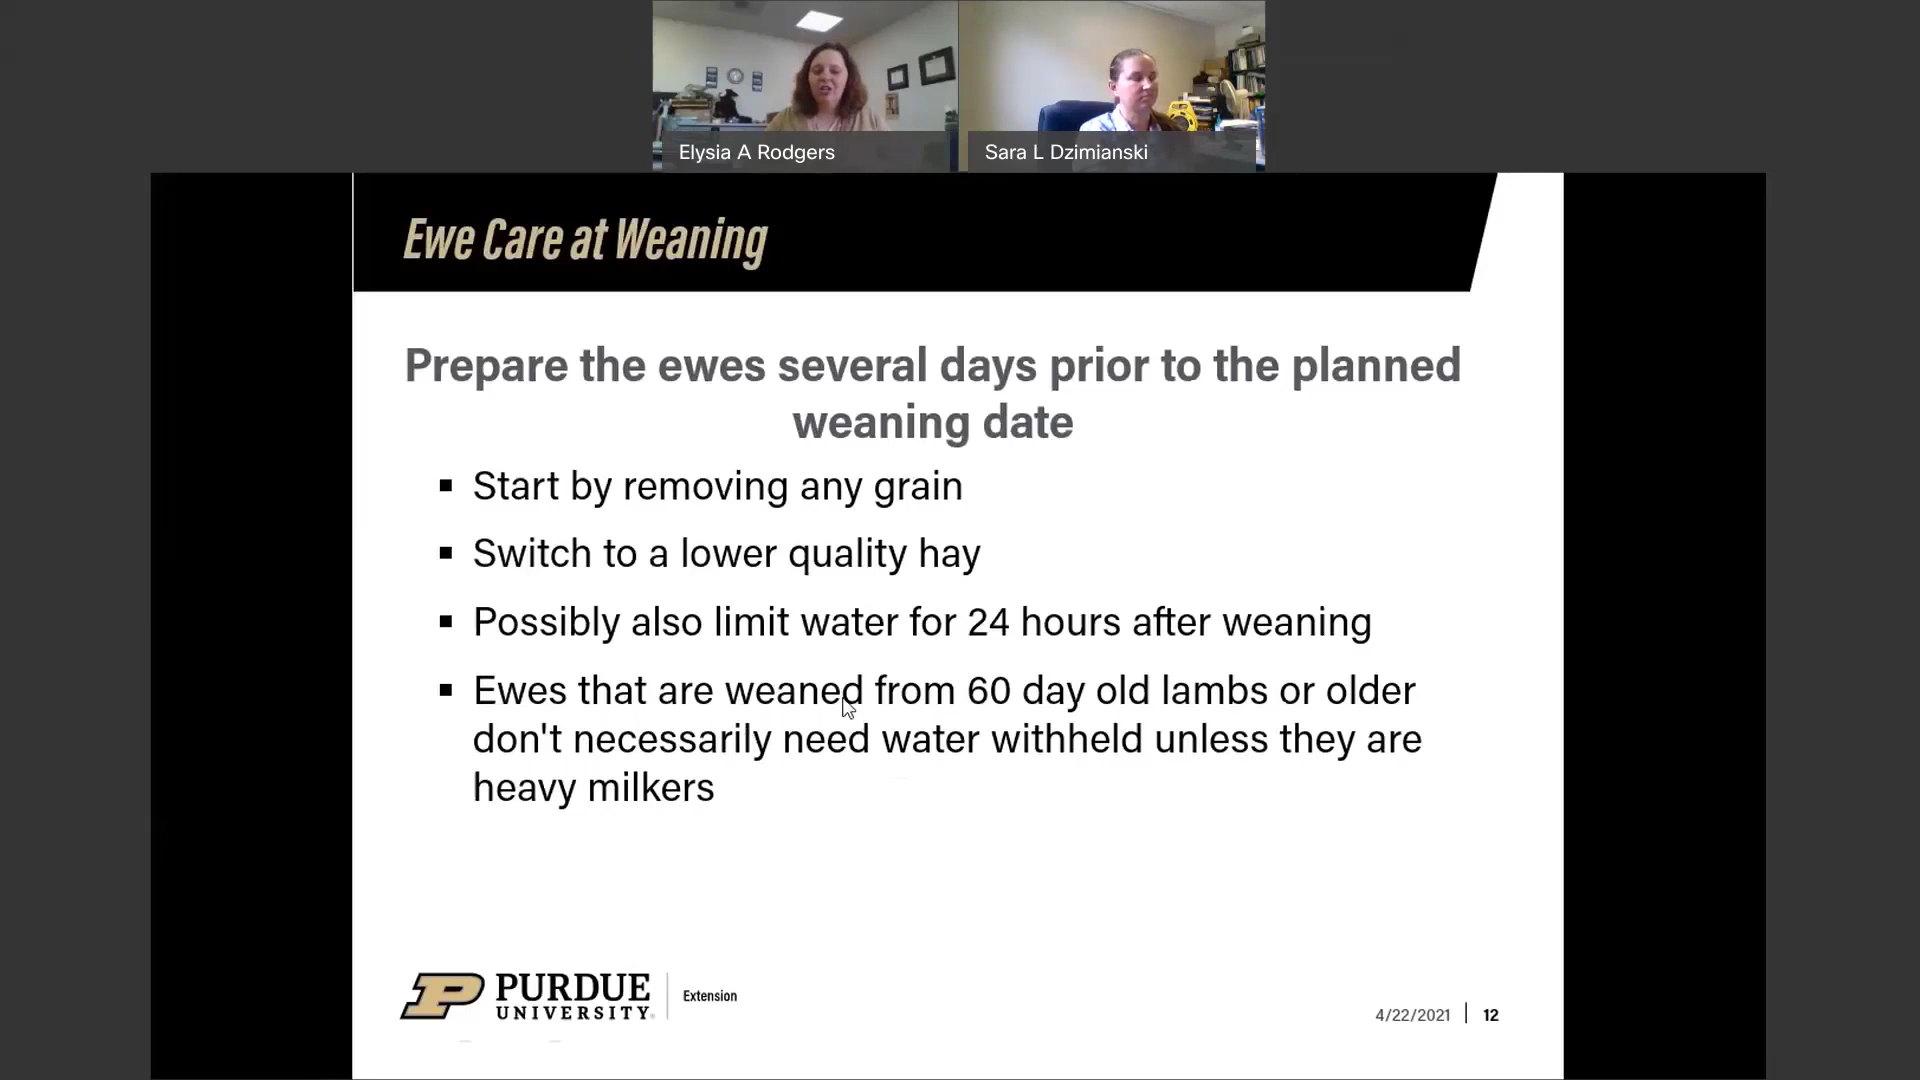 Elysia A Rodgers
Sara L Dzimianski
Ewe Care at Weaning
Prepare the ewes several days prior to the planned
weaning date
▪ Start by removing any grain
▪ Switch to a lower quality hay
▪ Possibly also limit water for 24 hours after weaning
▪ Ewes that are weaned from 60 day old lambs or older
don't necessarily need water withheld unless they are
heavy milkers
PURDUE
UNIVERSITY
Extension
4/22/2021 | 12